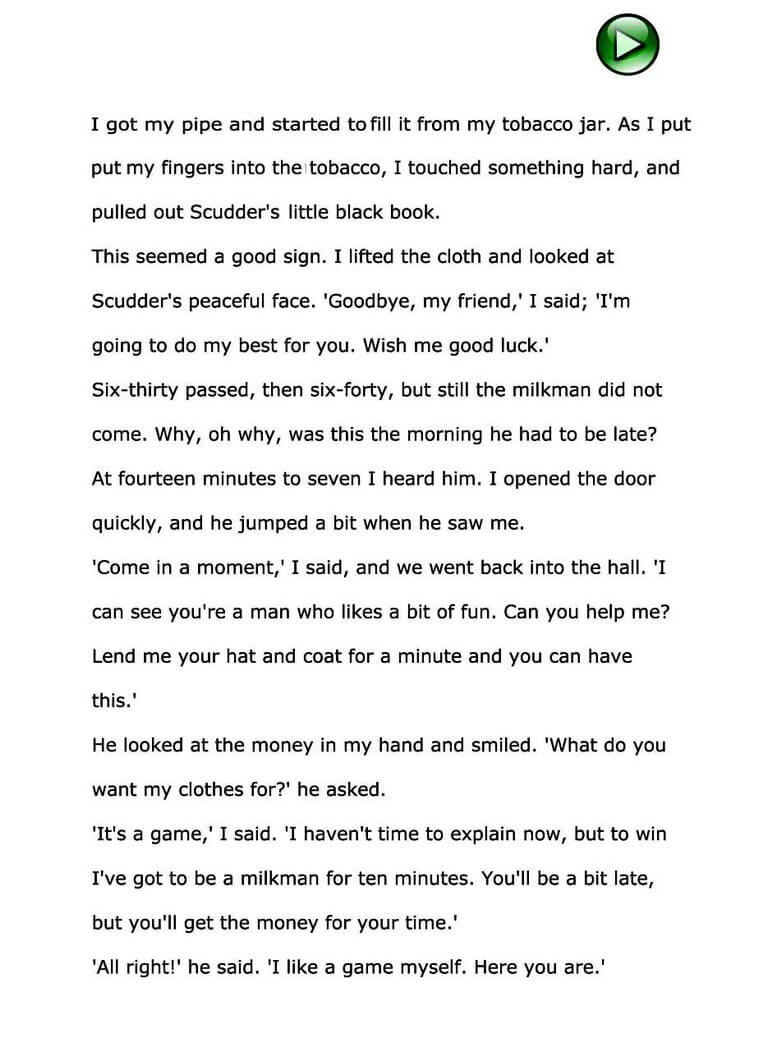 I got my pipe and started to fill it from my tobacco jar. As I put
put my fingers into the tobacco, I touched something hard, and
pulled out Scudder's little black book.
This seemed a good sign. I lifted the cloth and looked at
Scudder's peaceful face. 'Goodbye, my friend,' I said; 'I'm
going to do my best for you. Wish me good luck.'
Six-thirty passed, then six-forty, but still the milkman did not
come. Why, oh why, was this the morning he had to be late?
At fourteen minutes to seven I heard him. I opened the door
quickly, and he jumped a bit when he saw me.
'Come in a moment,' I said, and we went back into the hall. 'I
can see you're a man who likes a bit of fun. Can you help me?
Lend me your hat and coat for a minute and you can have
this.'
He looked at the money in my hand and smiled. 'What do you
want my clothes for?' he asked.
'It's a game,' I said. 'I haven't time to explain now, but to win
I've got to be a milkman for ten minutes. You'll be a bit late,
but you'll get the money for your time.'
'All right!' he said. 'I like a game myself. Here you are.'